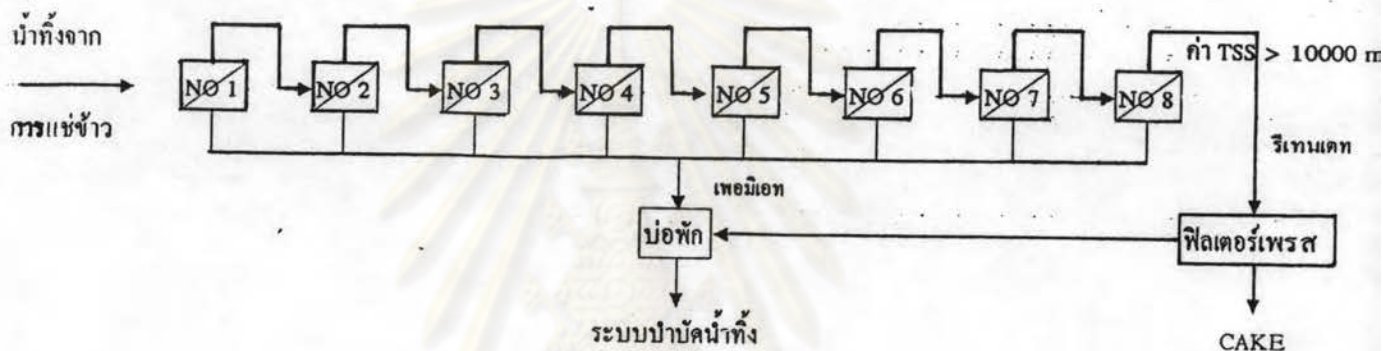 น้ำทิ้งจาก
การแช่ข้าว
NO 1
NO 2
NO 3
NO 4
NO 5
NO 6
NO 7
NO 8
ค่า TSS > 10000 m
รีเทนเตท
เพอมิเอท
บ่อพัก
ฟิลเตอร์เพรส
ระบบบำบัดน้ำทิ้ง
CAKE